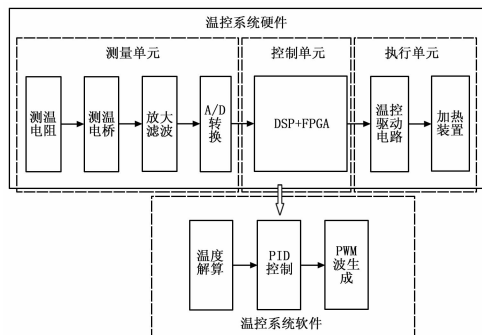 温控系统硬件
测量单元
控制单元
执行单元
测温
电阻
测温
电桥
放大
滤波
A/D
转换
DSP+FPGA
温控
驱动
电路
加热
装置
温度
解算
PID
控制
PWM
波生
成
温控系统软件